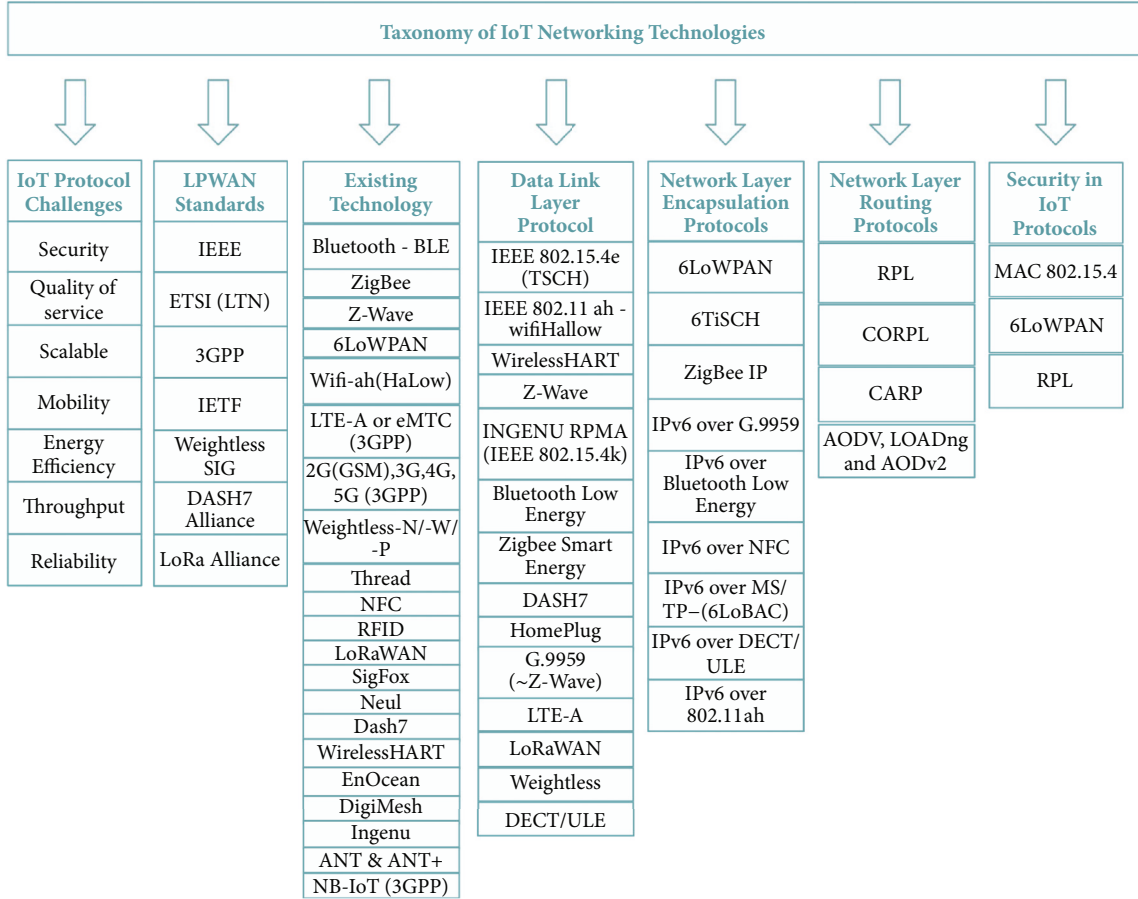 Taxonomy of IoT Networking Technologies
IoT Protocol
Challenges
Security
Quality of
service
Scalable
Mobility
Energy
Efficiency
Throughput
Reliability
LPWAN
Standards
IEEE
ETSI (LTN)
3GPP
IETF
Weightless
SIG
DASH7
Alliance
LoRa Alliance
Existing
Technology
Bluetooth - BLE
ZigBee
Z-Wave
6LoWPAN
Wifi-ah(HaLow)
LTE-A or eMTC
(3GPP)
2G(GSM),3G,4G,
5G (3GPP)
Weightless-N/-W/
-P
Thread
NFC
RFID
LoRaWAN
SigFox
Neul
Dash7
WirelessHART
EnOcean
DigiMesh
Ingenu
ANT & ANT+
NB-IoT (3GPP)
Data Link
Layer
Protocol
IEEE 802.15.4e
(TSCH)
IEEE 802.11 ah -
wifiHallow
WirelessHART
Z-Wave
INGENU RPMA
(IEEE 802.15.4k)
Bluetooth Low
Energy
Zigbee Smart
Energy
DASH7
HomePlug
G.9959
(~Z-Wave)
LTE-A
LoRaWAN
Weightless
DECT/ULE
Network Layer
Encapsulation
Protocols
6LoWPAN
6TiSCH
ZigBee IP
IPv6 over G.9959
IPv6 over
Bluetooth Low
Energy
IPv6 over NFC
IPv6 over MS/
TP−(6LoBAC)
IPv6 over DECT/
ULE
IPv6 over
802.11ah
Network Layer
Routing
Protocols
RPL
CORPL
CARP
AODV, LOADng
and AODv2
Security in
IoT
Protocols
MAC 802.15.4
6LoWPAN
RPL